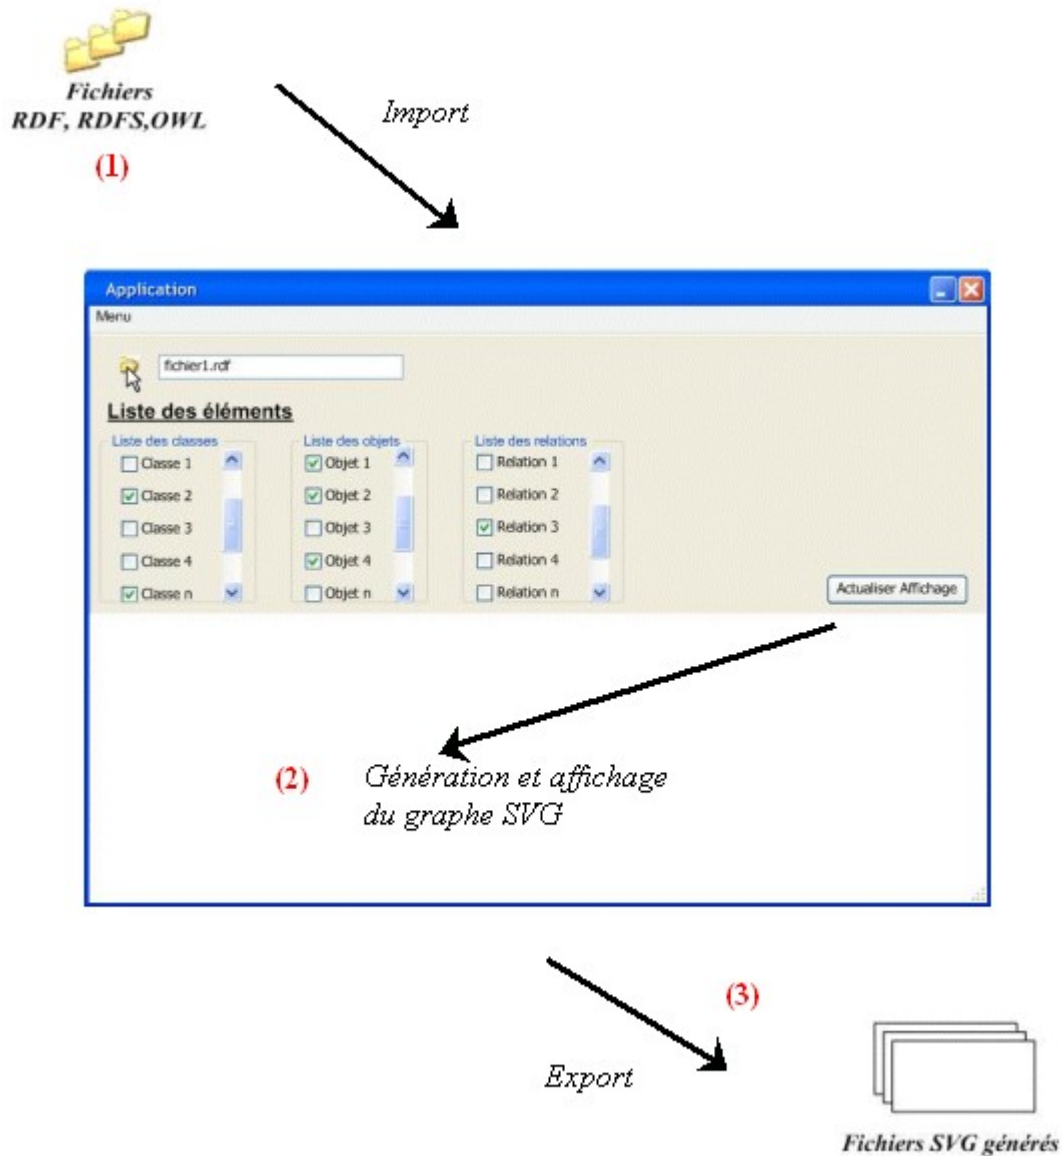 Fichiers
RDF, RDFS,OWL
(1)
Import
Application
Menu
fichier1.rdf
Liste des éléments
Liste des classes
Classe 1
Classe 2
Classe 3
Classe 4
Classe n
Liste des objets
Objet 1
Objet 2
Objet 3
Objet 4
Objet n
Liste des relations
Relation 1
Relation 2
Relation 3
Relation 4
Relation n
Actualiser Affichage
(2)
Génération et affichage
du graphe SVG
(3)
Export
Fichiers SVG générés